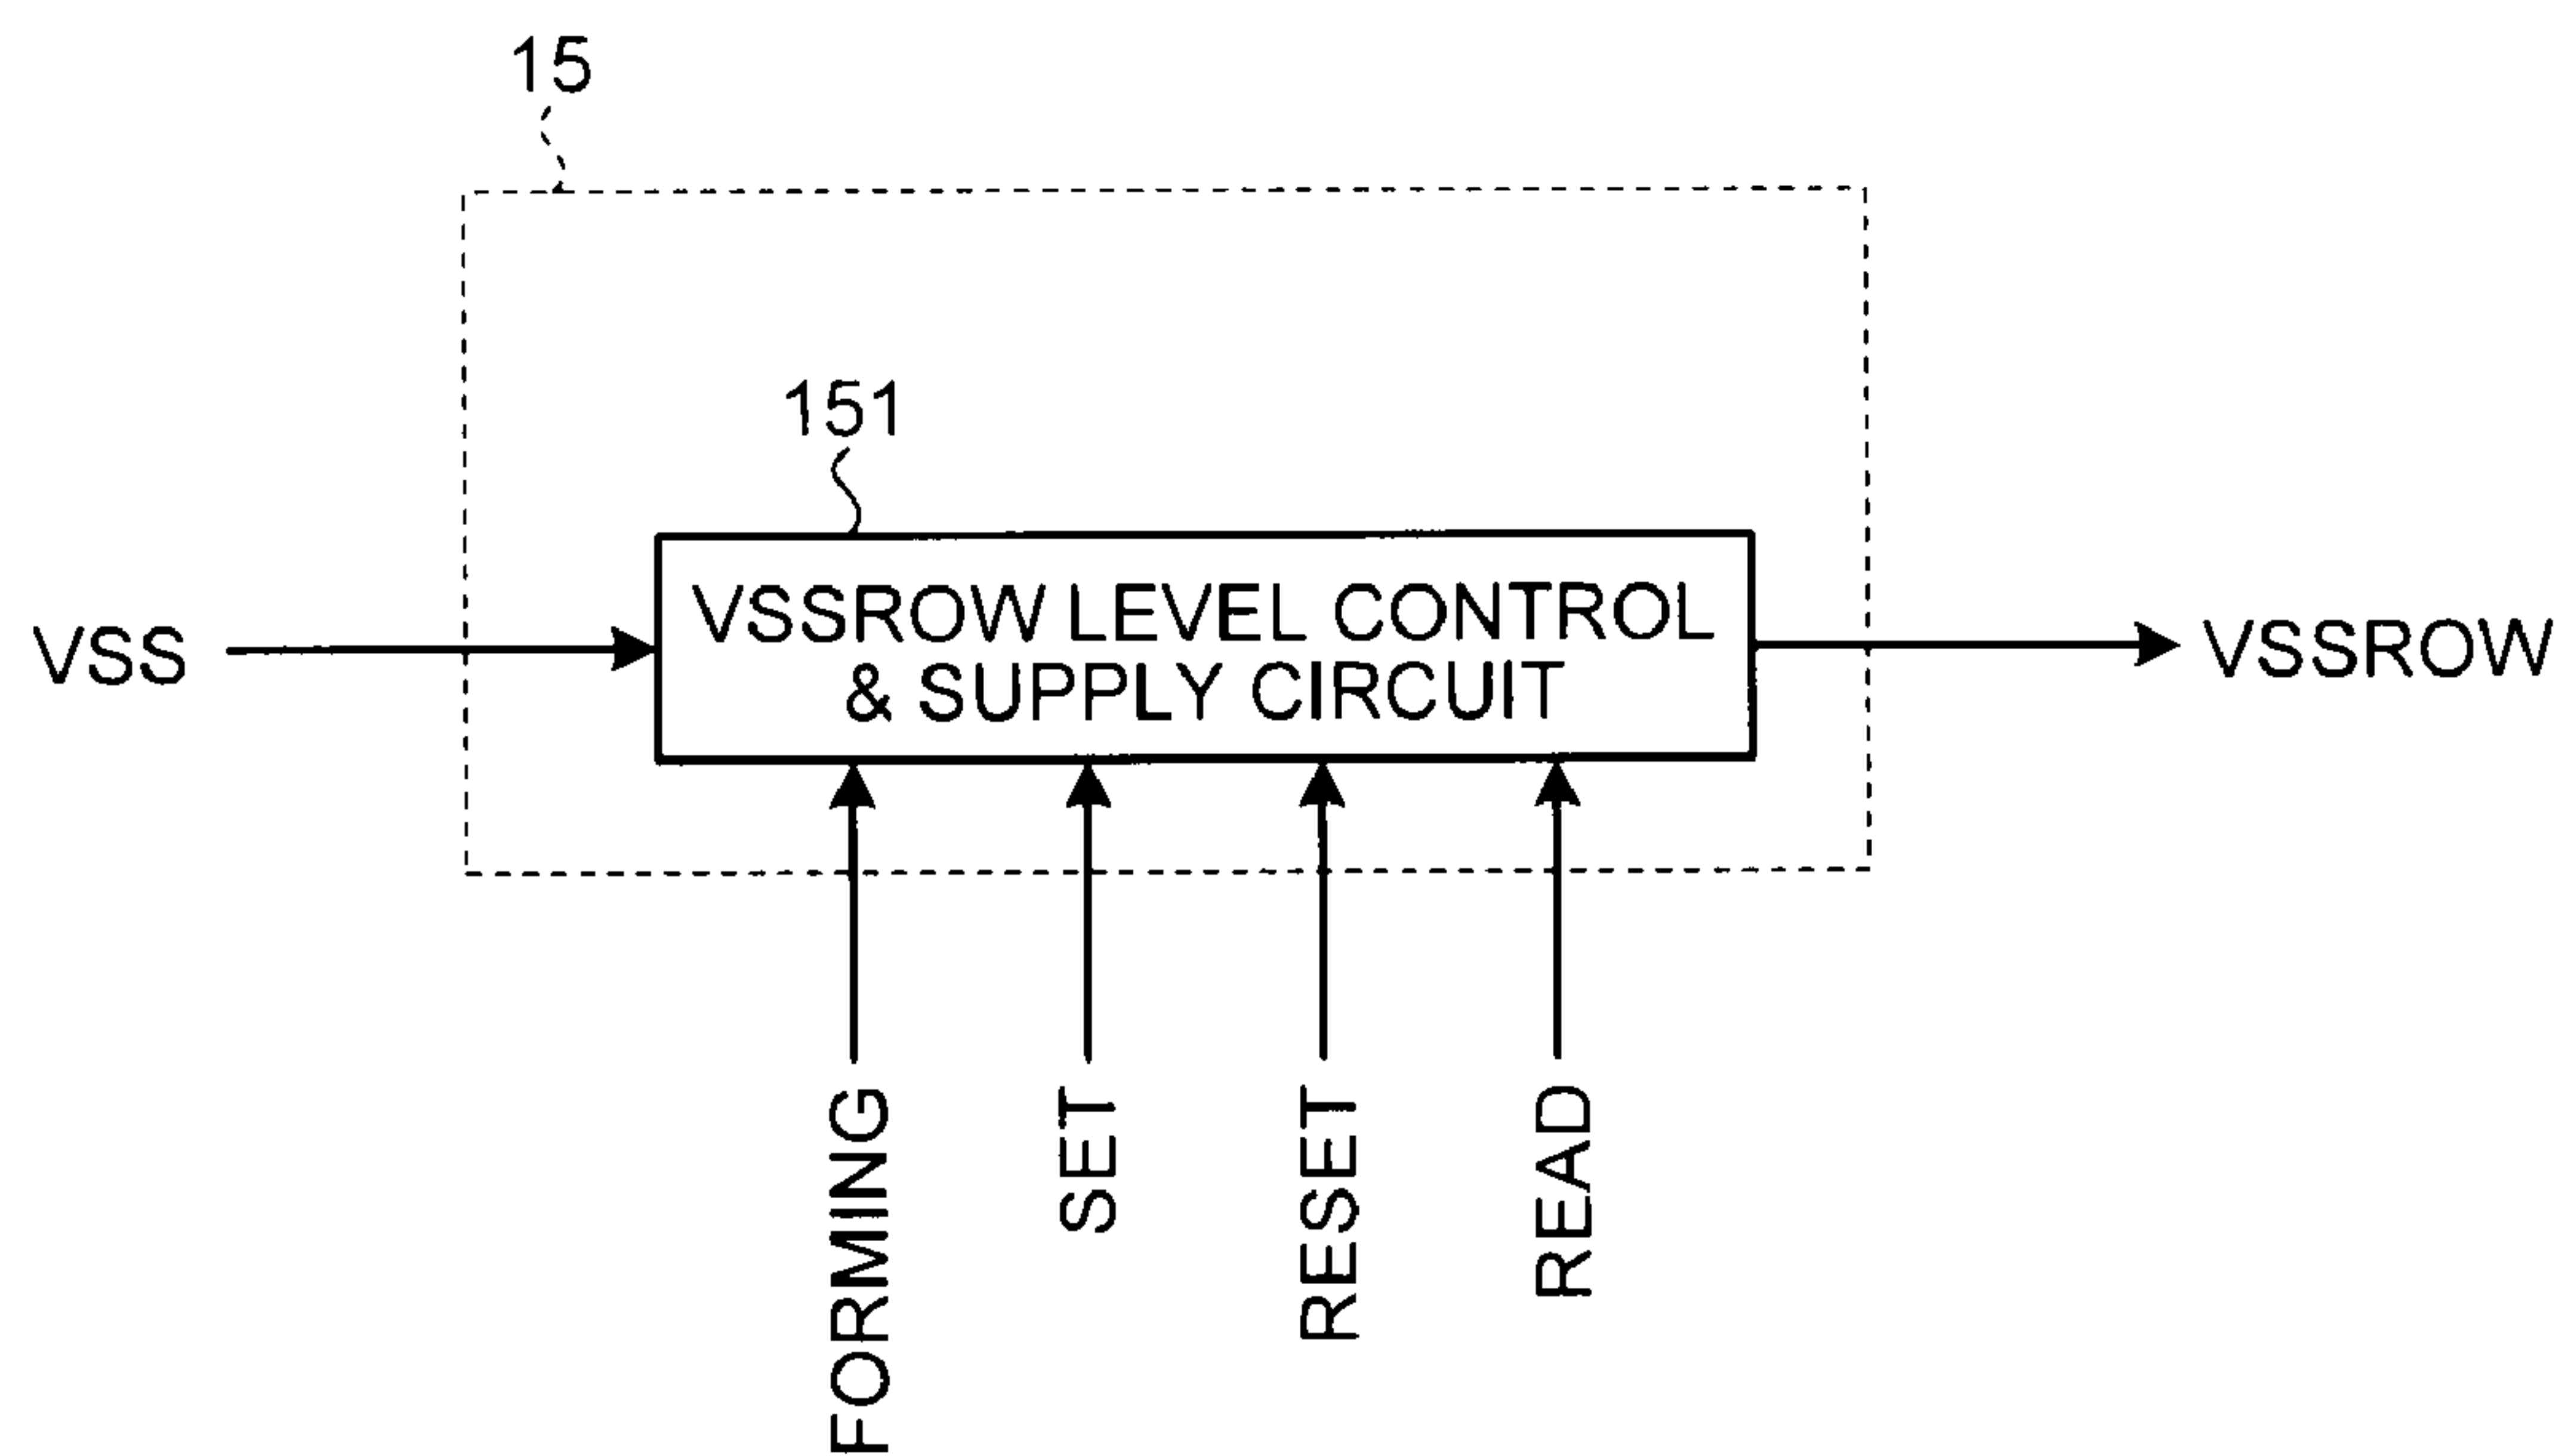 15
151
VSS
VSSROW LEVEL CONTROL
& SUPPLY CIRCUIT
VSSROW
FORMING
SET
RESET
READ